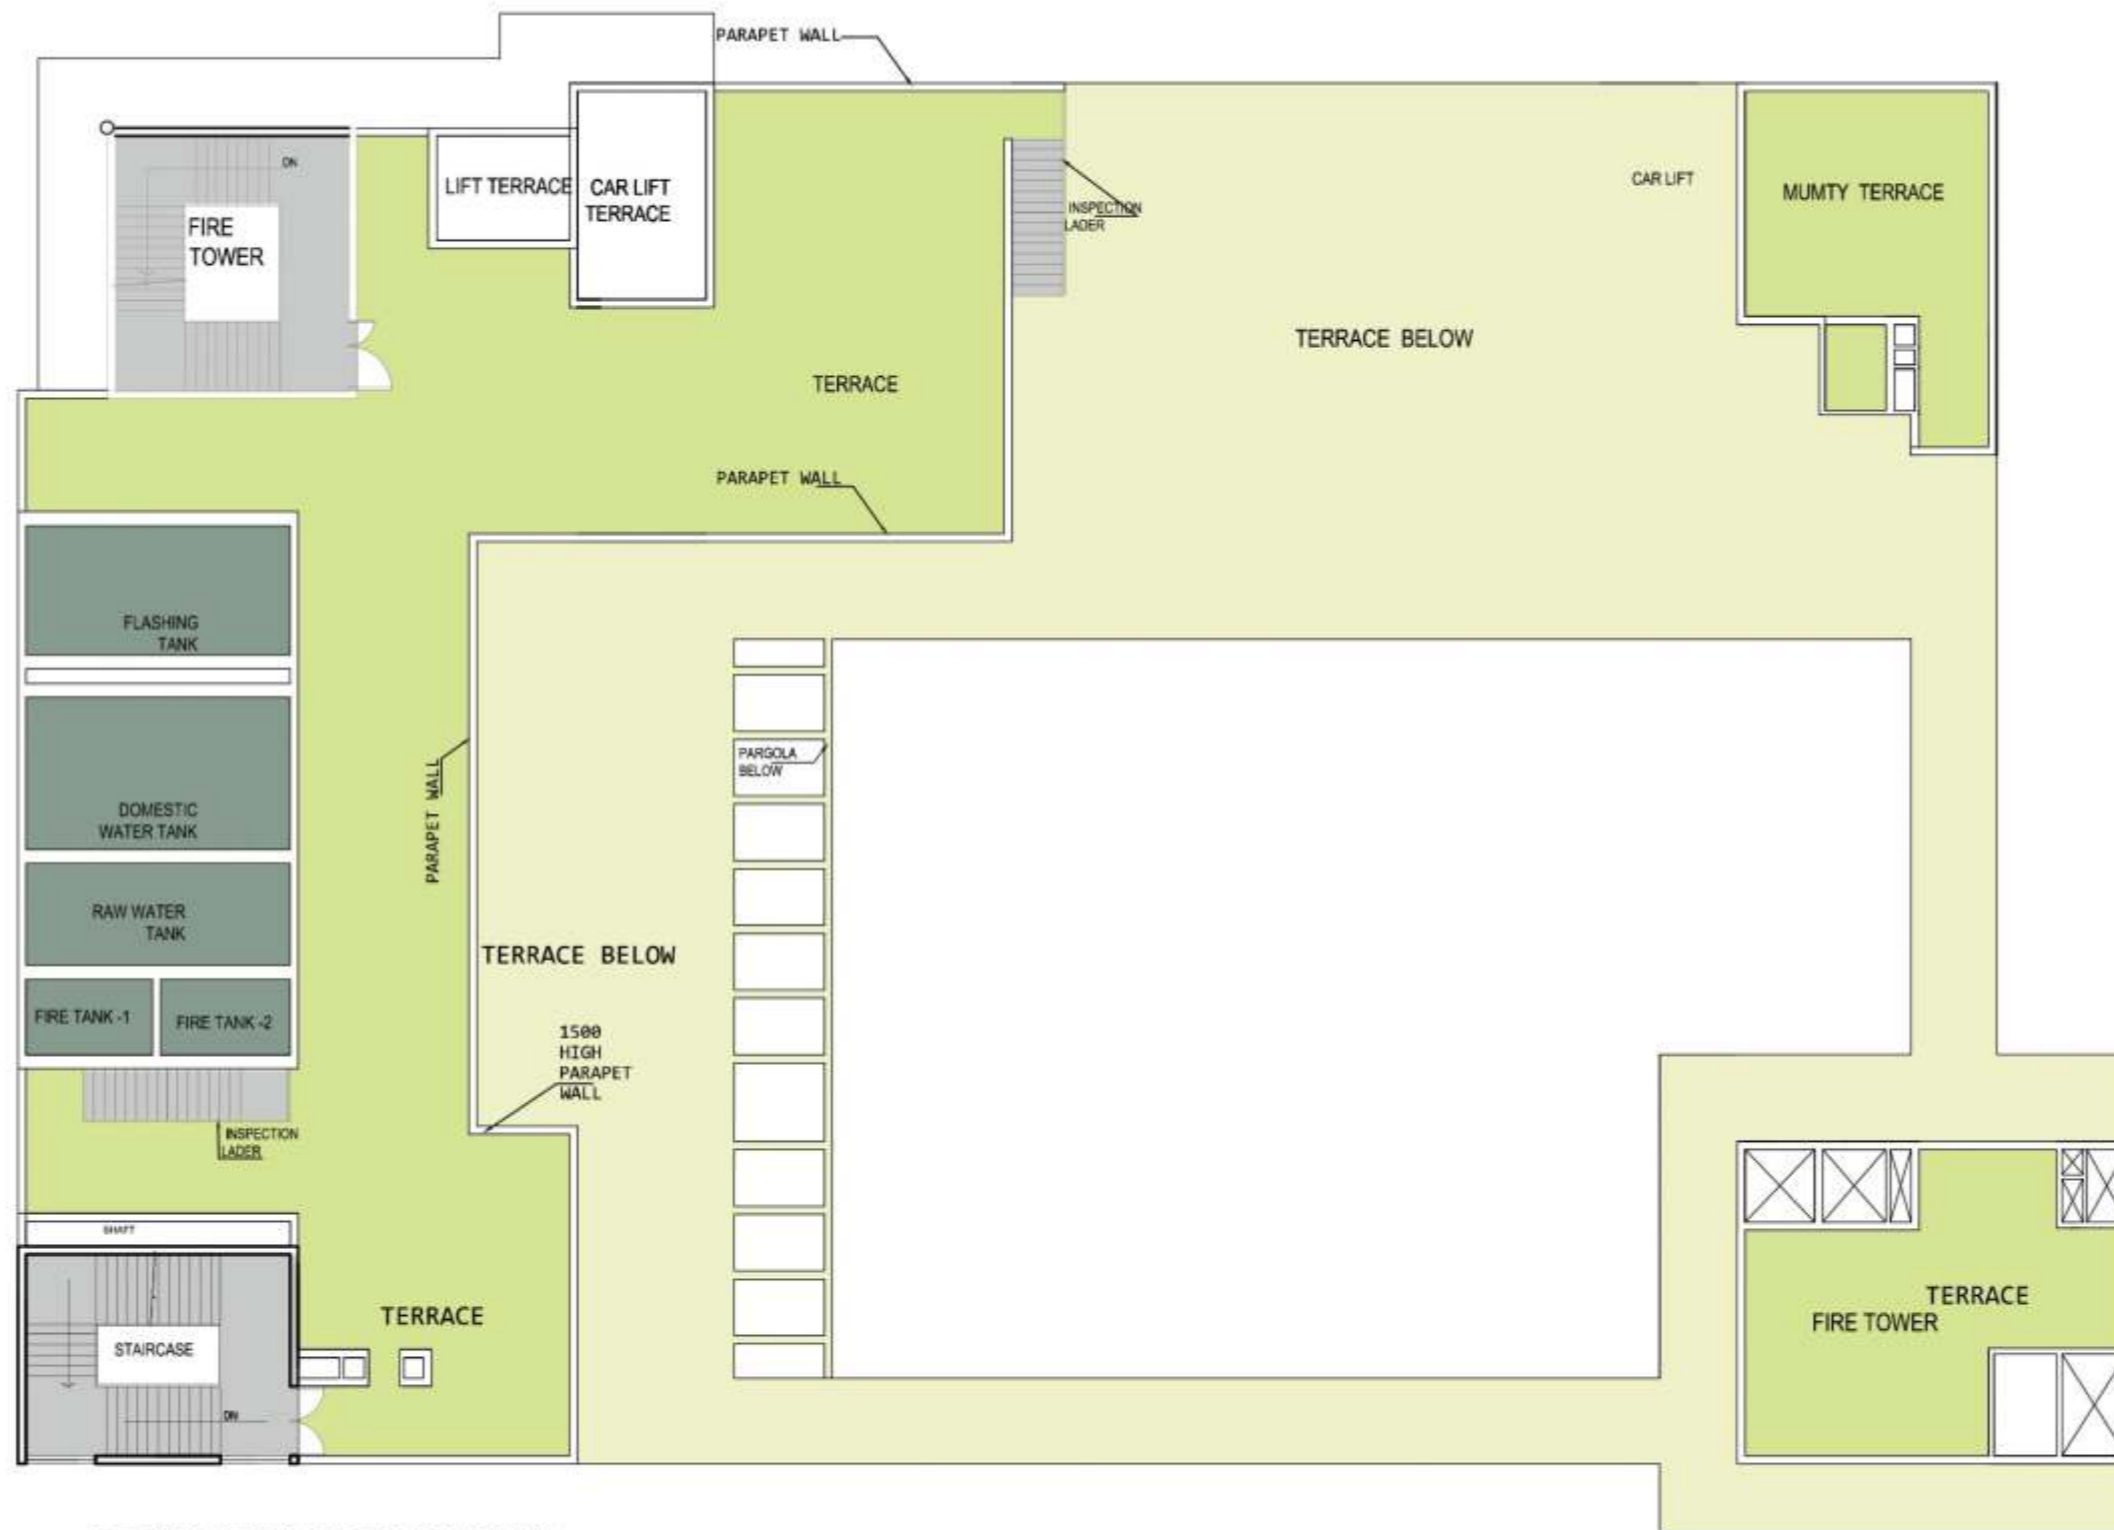 PARAPET WALL
DN
FIRE
TOWER
LIFT TERRACE
CAR LIFT
TERRACE
INSPECTION
LADER
CAR LIFT
MUMTY TERRACE
TERRACE BELOW
TERRACE
PARAPET WALL
FLASHING
TANK
DOMESTIC
WATER TANK
RAW WATER
TANK
FIRE TANK -1
FIRE TANK -2
PARAPET WALL
PARGOLA
BELOW
TERRACE BELOW
1500
HIGH
PARAPET
WALL
INSPECTION
LADER
SHAFT
STAIRCASE
DN
TERRACE
TERRACE
FIRE TOWER